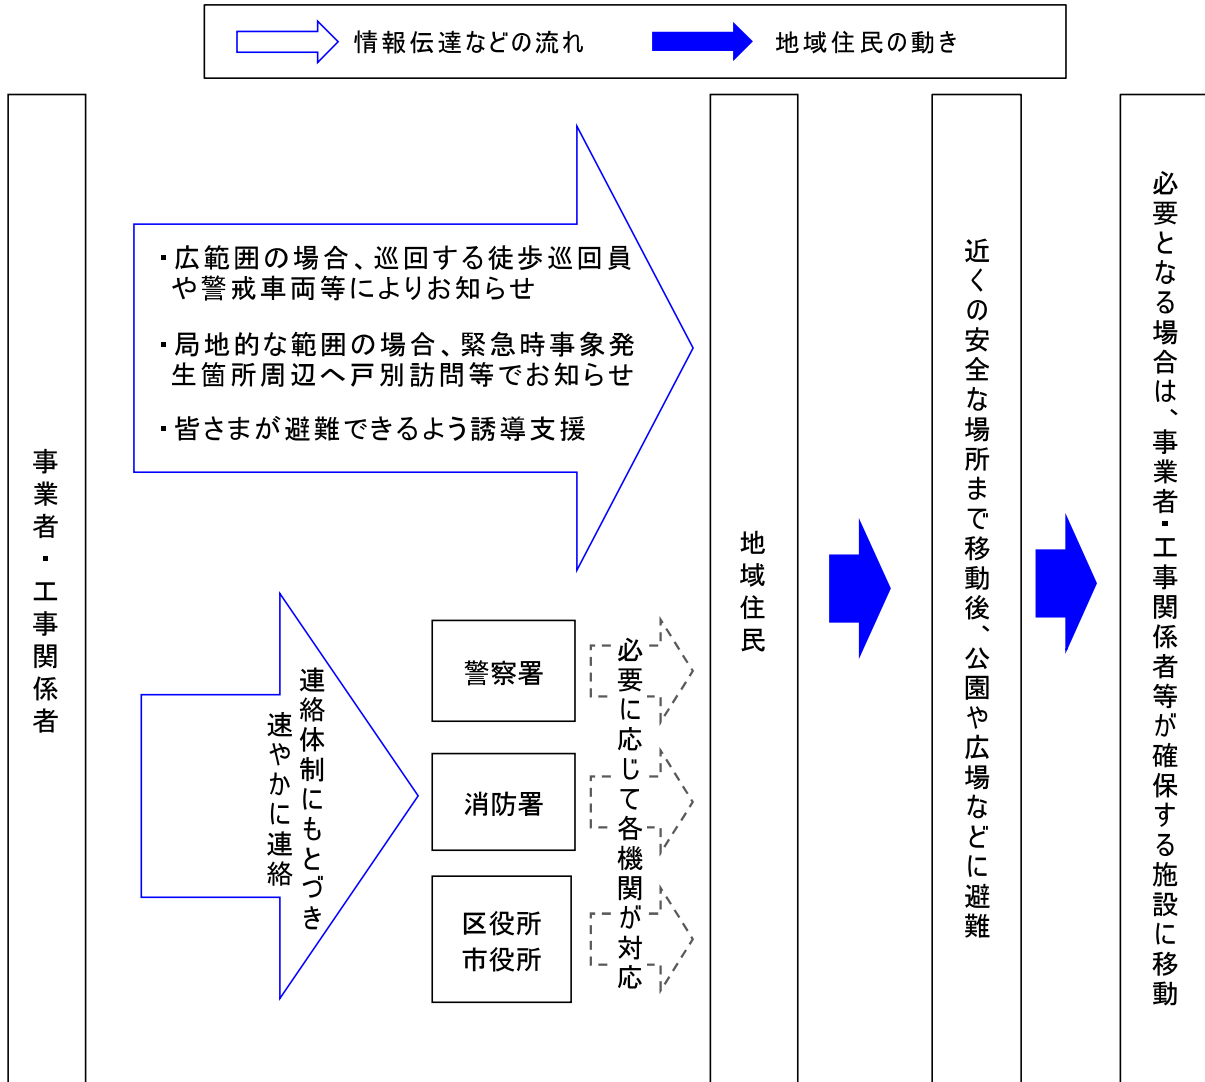 情報伝達などの流れ
地域住民の動き
事業者・工事関係者
・広範囲の場合、巡回する徒歩巡回員
や警戒車両等によりお知らせ
・局地的な範囲の場合、緊急時事象発
生箇所周辺へ戸別訪問等でお知らせ
・皆さまが避難できるよう誘導支援
連絡体制にもとづき
速やかに連絡
警察署
消防署
区役所
市役所
必要に応じて各機関が対応
地域住民
近くの安全な場所まで移動後、公園や広場などに避難
必要となる場合は、事業者・工事関係者等が確保する施設に移動